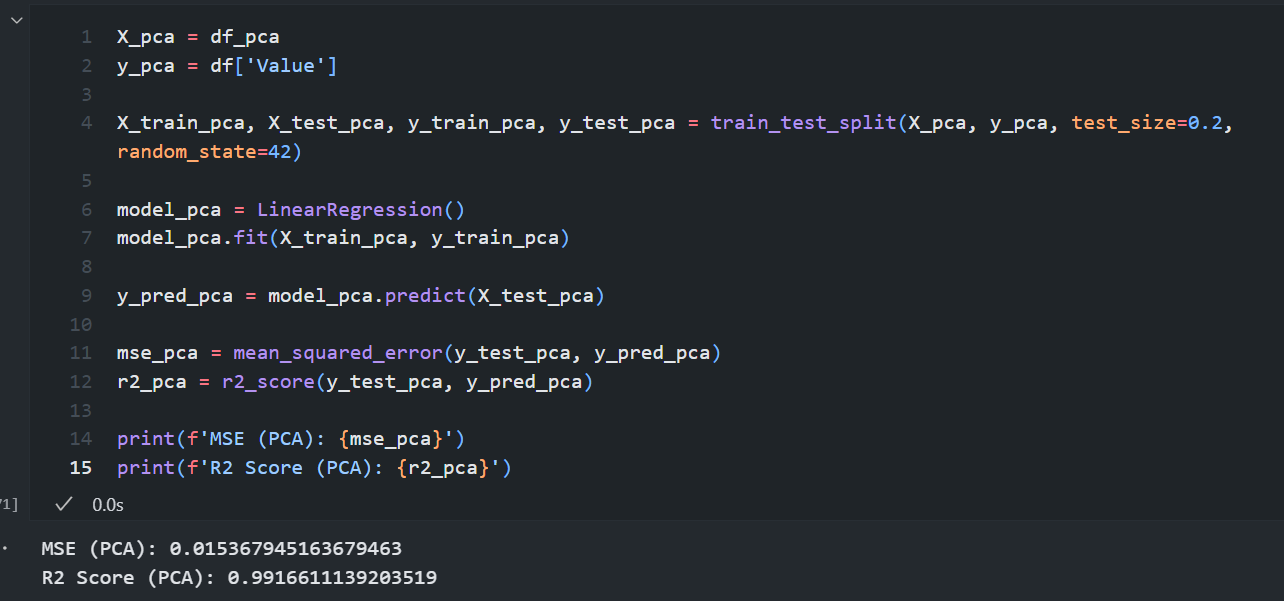 1 X_pca = df_pca
2 y_pca = df['Value']
3
4 X_train_pca, X_test_pca, y_train_pca, y_test_pca = train_test_split(X_pca, y_pca, test_size=0.2,
random_state=42)
5
6 model_pca = LinearRegression()
7 model_pca.fit(X_train_pca, y_train_pca)
8
9 y_pred_pca = model_pca.predict(X_test_pca)
10
11 mse_pca = mean_squared_error(y_test_pca, y_pred_pca)
12 r2_pca = r2_score(y_test_pca, y_pred_pca)
13
14 print(f'MSE (PCA): {mse_pca}')
15 print(f'R2 Score (PCA): {r2_pca}')
0.0s
MSE (PCA): 0.015367945163679463
R2 Score (PCA): 0.9916611139203519